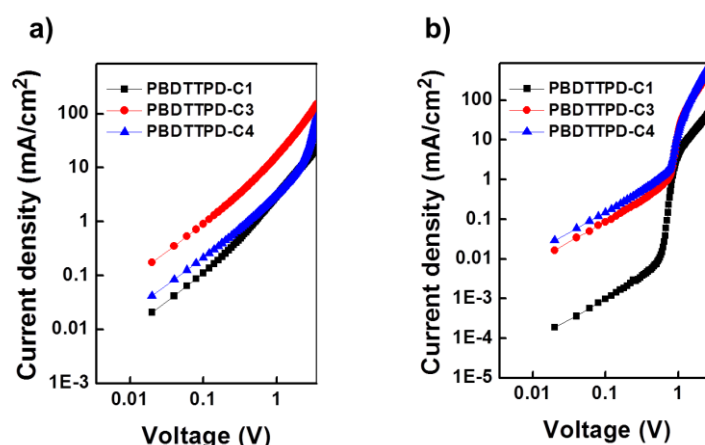 a)
Current density (mA/cm²)
100
10
1
0.1
0.01
1E-3
PBDTTPD-C1
PBDTTPD-C3
PBDTTPD-C4
0.01 0.1 1
Voltage (V)
b)
Current density (mA/cm²)
100
10
1
0.1
0.01
1E-3
1E-4
1E-5
PBDTTPD-C1
PBDTTPD-C3
PBDTTPD-C4
0.01 0.1 1
Voltage (V)